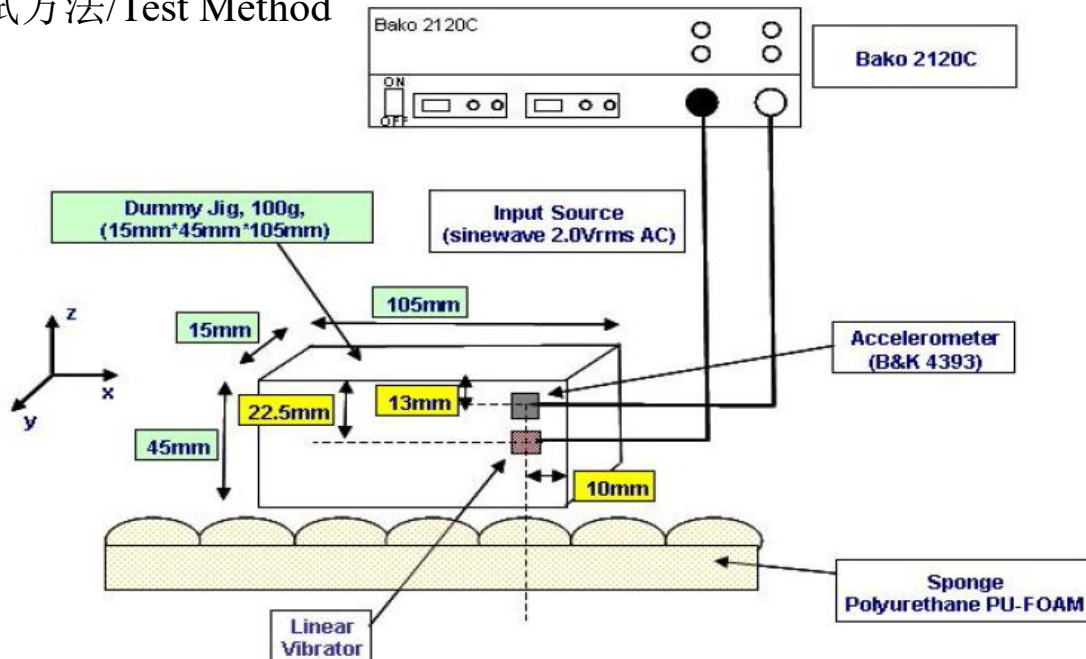 试方法/Test Method
Bako 2120C
Bako 2120C
ON
OFF
Dummy Jig, 100g,
(15mm*45mm*105mm)
Input Source
(sinewave 2.0Vrms AC)
105mm
15mm
z
x
y
Accelerometer
(B&K 4393)
13mm
22.5mm
45mm
10mm
Sponge
Polyurethane PU-FOAM
Linear
Vibrator